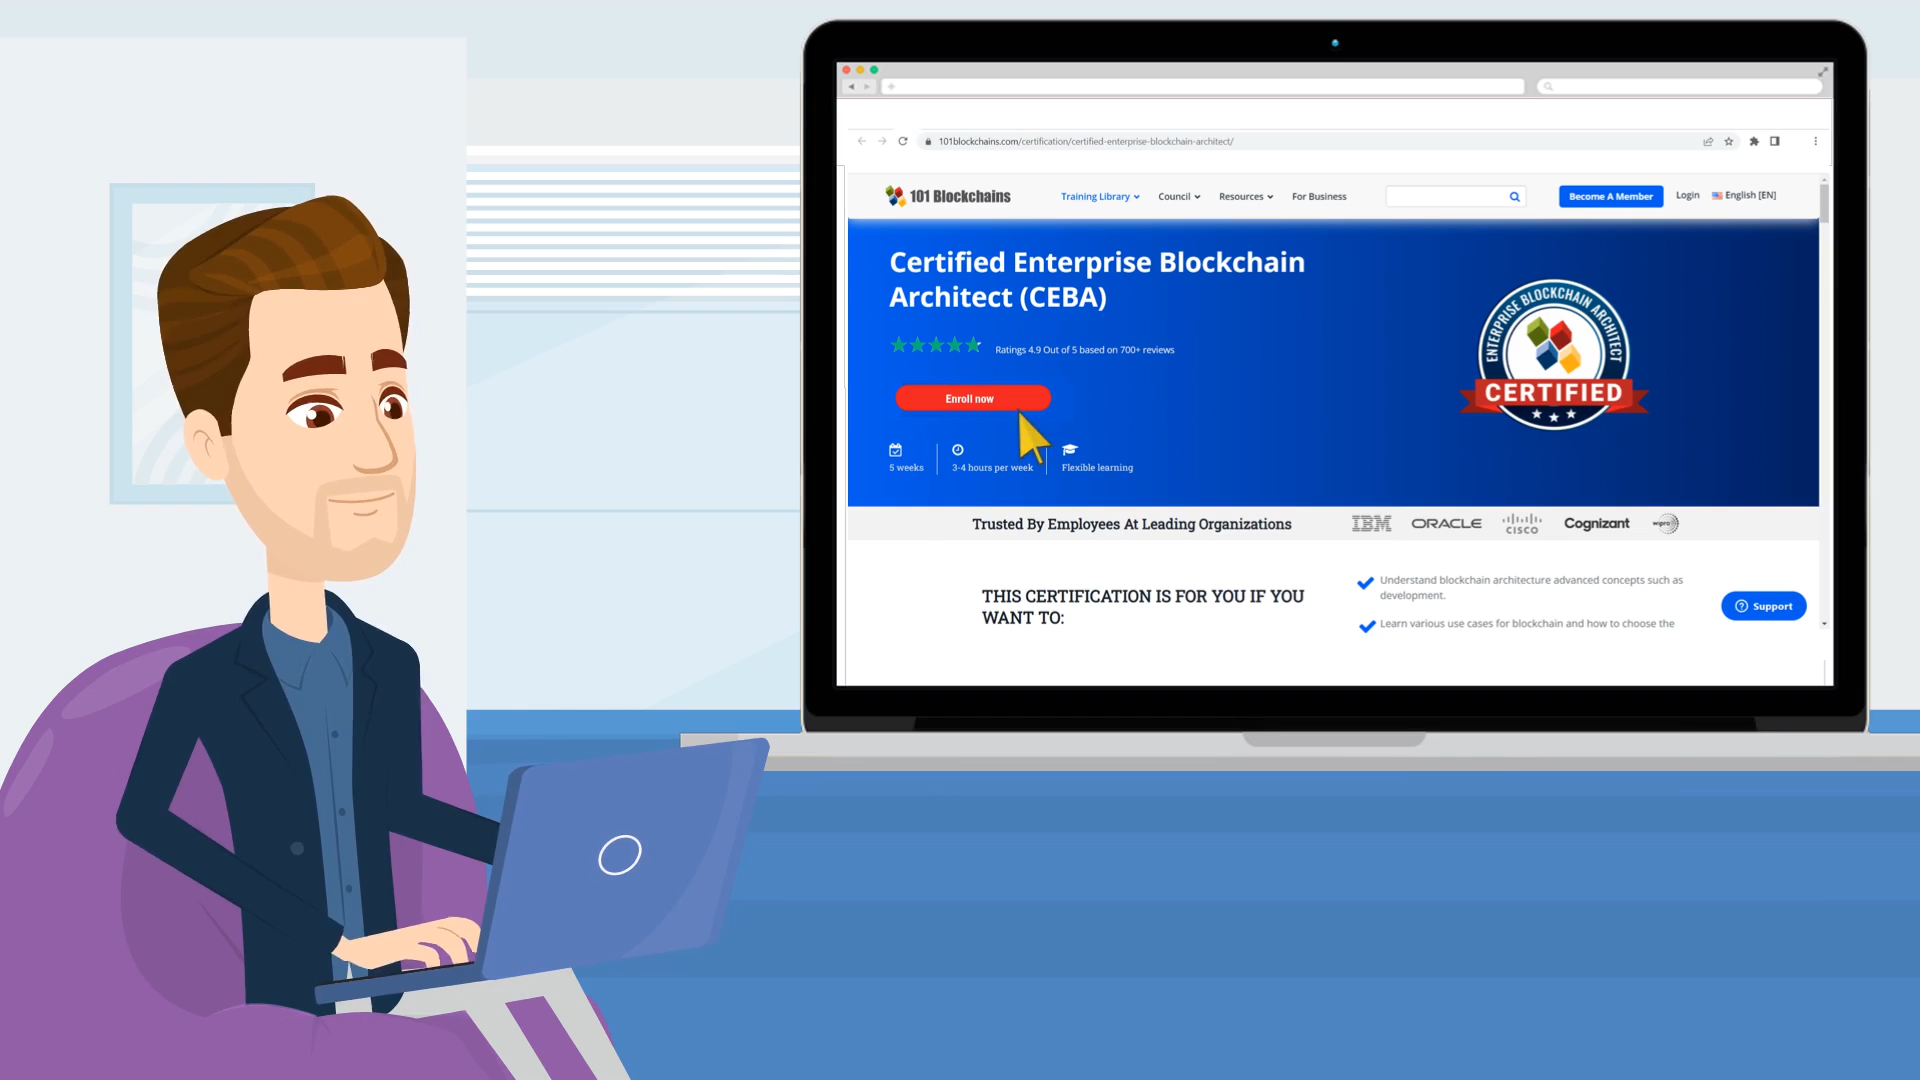 101blockchains.com/certification/certified-enterprise-blockchain-architect/
101 Blockchains
Training Library
Council
Resources
For Business
Become A Member
Login
English [EN]
Certified Enterprise Blockchain
Architect (CEBA)
Ratings 4.9 Out of 5 based on 700+ reviews
Enroll now
5 weeks
3-4 hours per week
Flexible learning
ENTERPRISE BLOCKCHAIN ARCHITECT
CERTIFIED
Trusted By Employees At Leading Organizations
IBM
ORACLE
CISCO
Cognizant
wipro
THIS CERTIFICATION IS FOR YOU IF YOU
WANT TO:
Understand blockchain architecture advanced concepts such as
development.
Learn various use cases for blockchain and how to choose the
Support